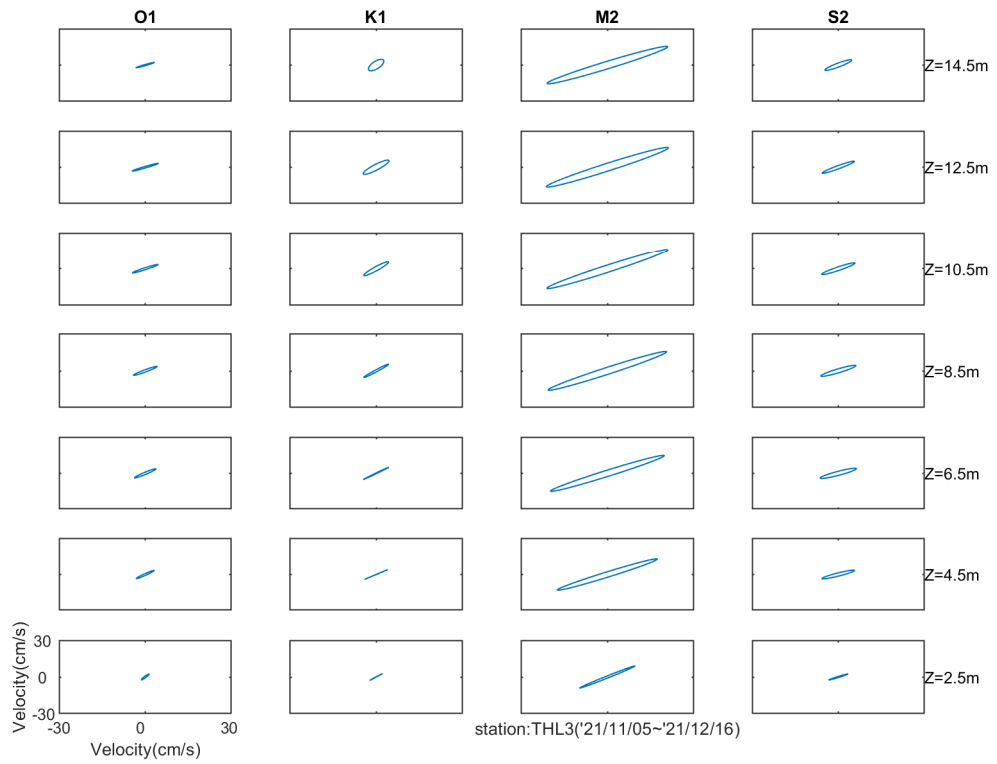 O1 K1 M2 S2
Z=14.5m
Z=12.5m
Z=10.5m
Z=8.5m
Z=6.5m
Z=4.5m
Velocity(cm/s)
30
0
-30
Z=2.5m
-30 0 30
Velocity(cm/s)
station:THL3('21/11/05~'21/12/16)